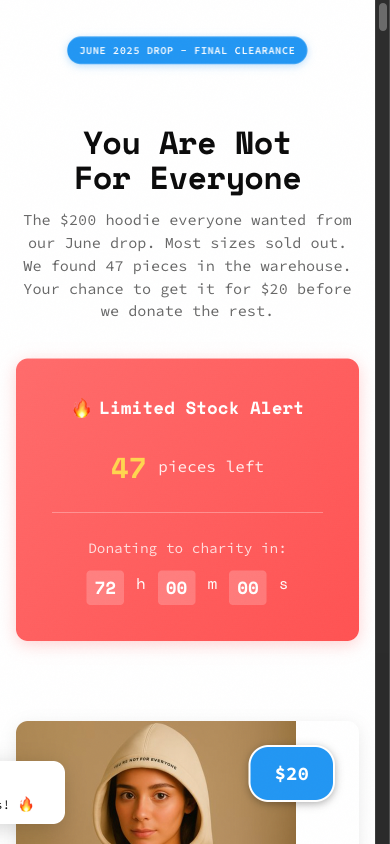 JUNE 2025 DROP – FINAL CLEARANCE
You Are Not
For Everyone
The $200 hoodie everyone wanted from
our June drop. Most sizes sold out.
We found 47 pieces in the warehouse.
Your chance to get it for $20 before
we donate the rest.
🔥 Limited Stock Alert
47 pieces left
Donating to charity in:
72 h 00 m 00 s
YOU'RE NOT FOR EVERYONE
$20
s! 🔥